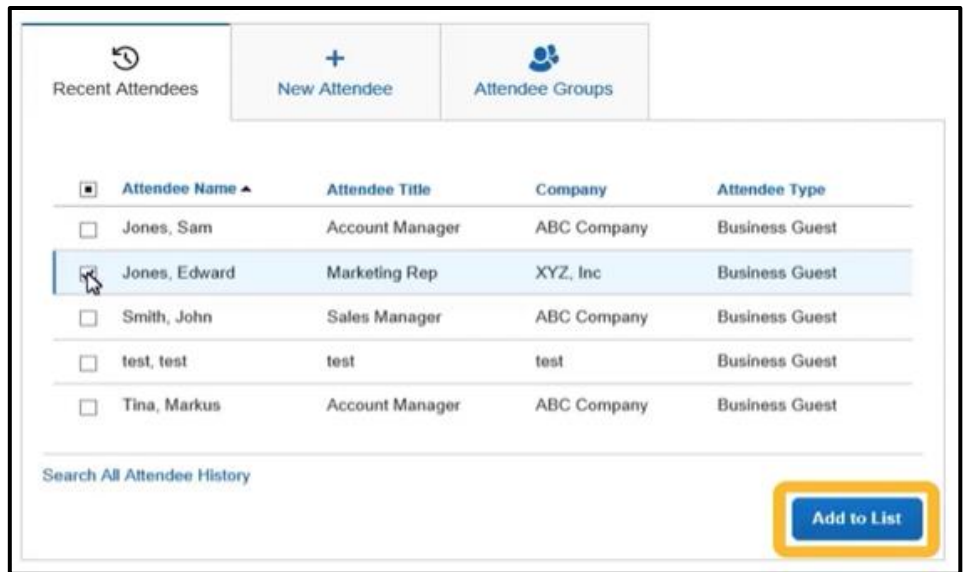 Recent Attendees New Attendee Attendee Groups
Attendee Name Attendee Title Company Attendee Type
Jones, Sam Account Manager ABC Company Business Guest
Jones, Edward Marketing Rep XYZ, Inc Business Guest
Smith, John Sales Manager ABC Company Business Guest
test, test test test Business Guest
Tina, Markus Account Manager ABC Company Business Guest
Search All Attendee History
Add to List